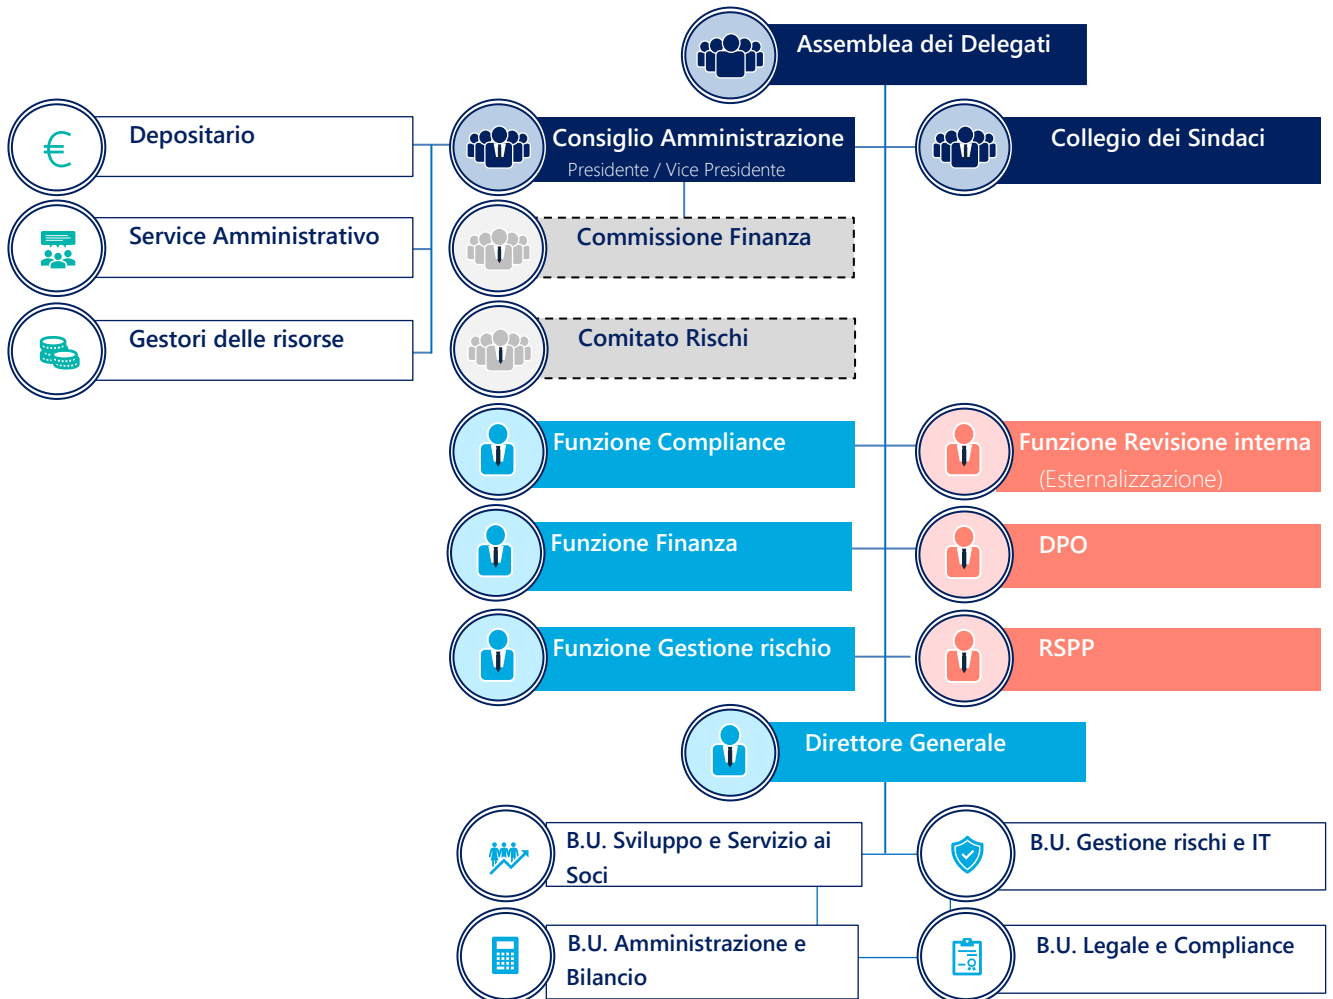 Assemblea dei Delegati
Depositario
Consiglio Amministrazione
Presidente / Vice Presidente
Collegio dei Sindaci
Service Amministrativo
Commissione Finanza
Gestori delle risorse
Comitato Rischi
Funzione Compliance
Funzione Revisione interna
(Esternalizzazione)
Funzione Finanza
DPO
Funzione Gestione rischio
RSPP
Direttore Generale
B.U. Sviluppo e Servizio ai
Soci
B.U. Gestione rischi e IT
B.U. Amministrazione e
Bilancio
B.U. Legale e Compliance